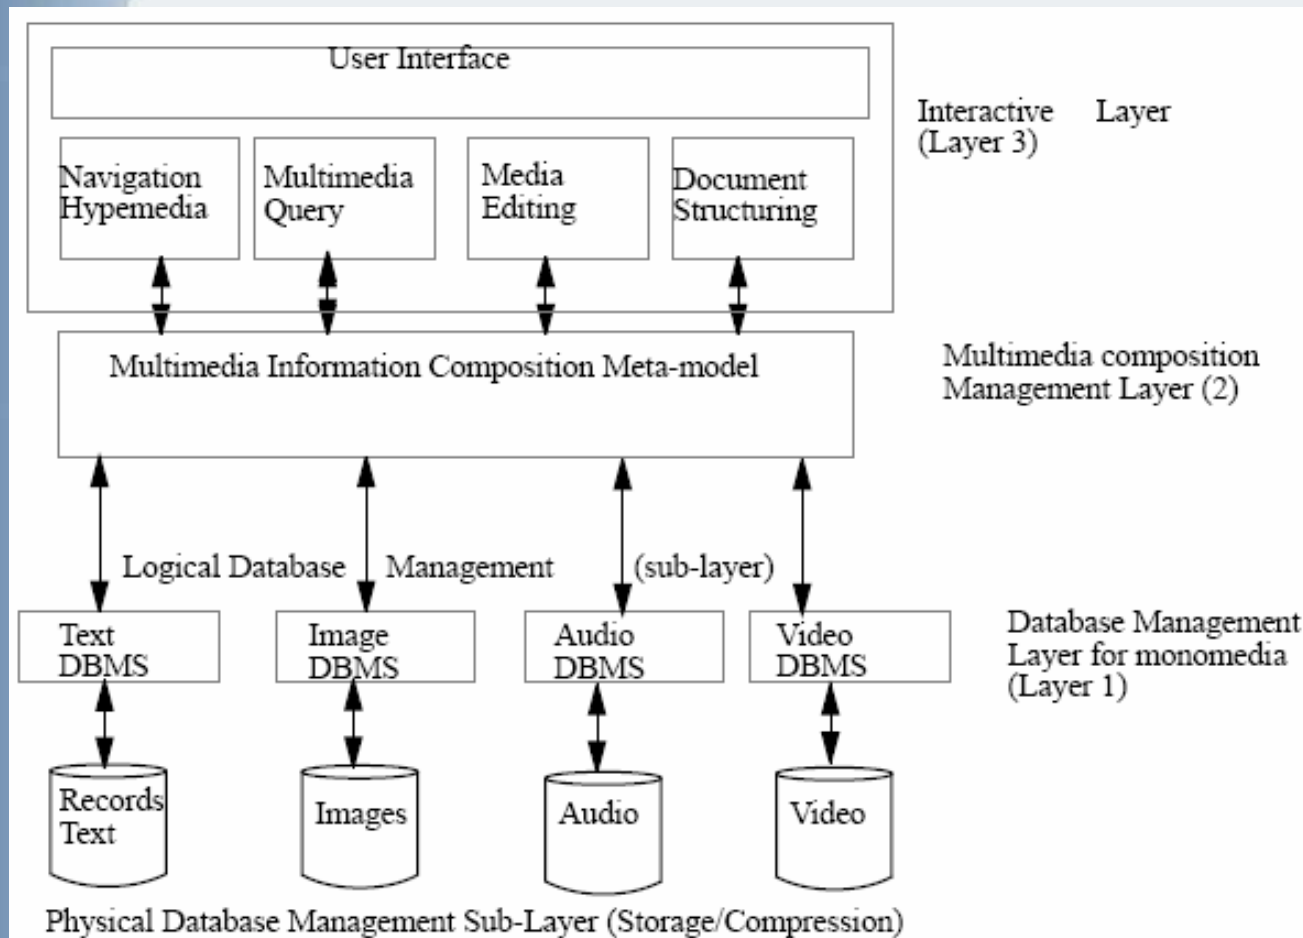 User Interface
Interactive Layer
(Layer 3)
Navigation
Hypemedia
Multimedia
Query
Media
Editing
Document
Structuring
Multimedia Information Composition Meta-model
Multimedia composition
Management Layer (2)
Logical Database Management (sub-layer)
Text
DBMS
Image
DBMS
Audio
DBMS
Video
DBMS
Database Management
Layer for monomedia
(Layer 1)
Records
Text
Images
Audio
Video
Physical Database Management Sub-Layer (Storage/Compression)